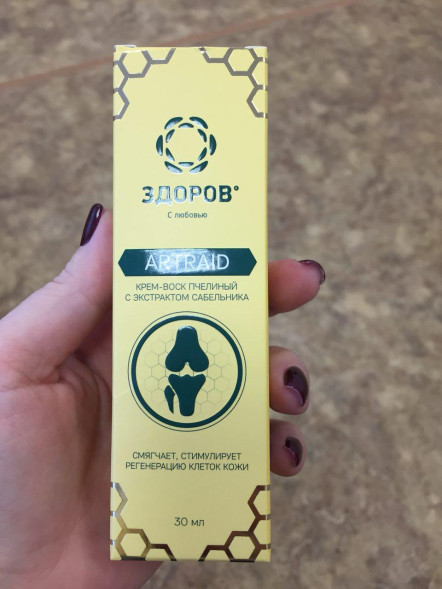 ЗДОРОВ®
С любовью
ARTRAID
КРЕМ-ВОСК ПЧЕЛИНЫЙ
С ЭКСТРАКТОМ САБЕЛЬНИКА
СМЯГЧАЕТ, СТИМУЛИРУЕТ
РЕГЕНЕРАЦИЮ КЛЕТОК КОЖИ
30 мл